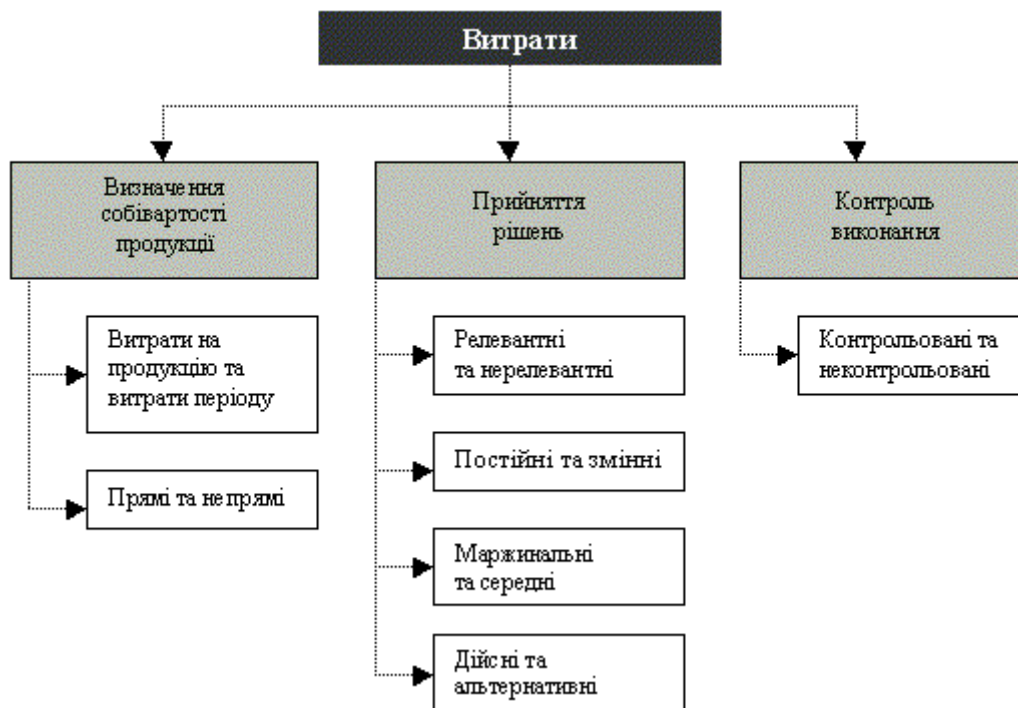 Витрати
Визначення
собівартості
продукції
Прийняття
рішень
Контроль
виконання
Витрати на
продукцію та
витрати періоду
Прямі та непрямі
Релевантні
та нерелевантні
Постійні та змінні
Маржинальні
та середні
Дійсні та
альтернативні
Контрольовані та
неконтрольовані